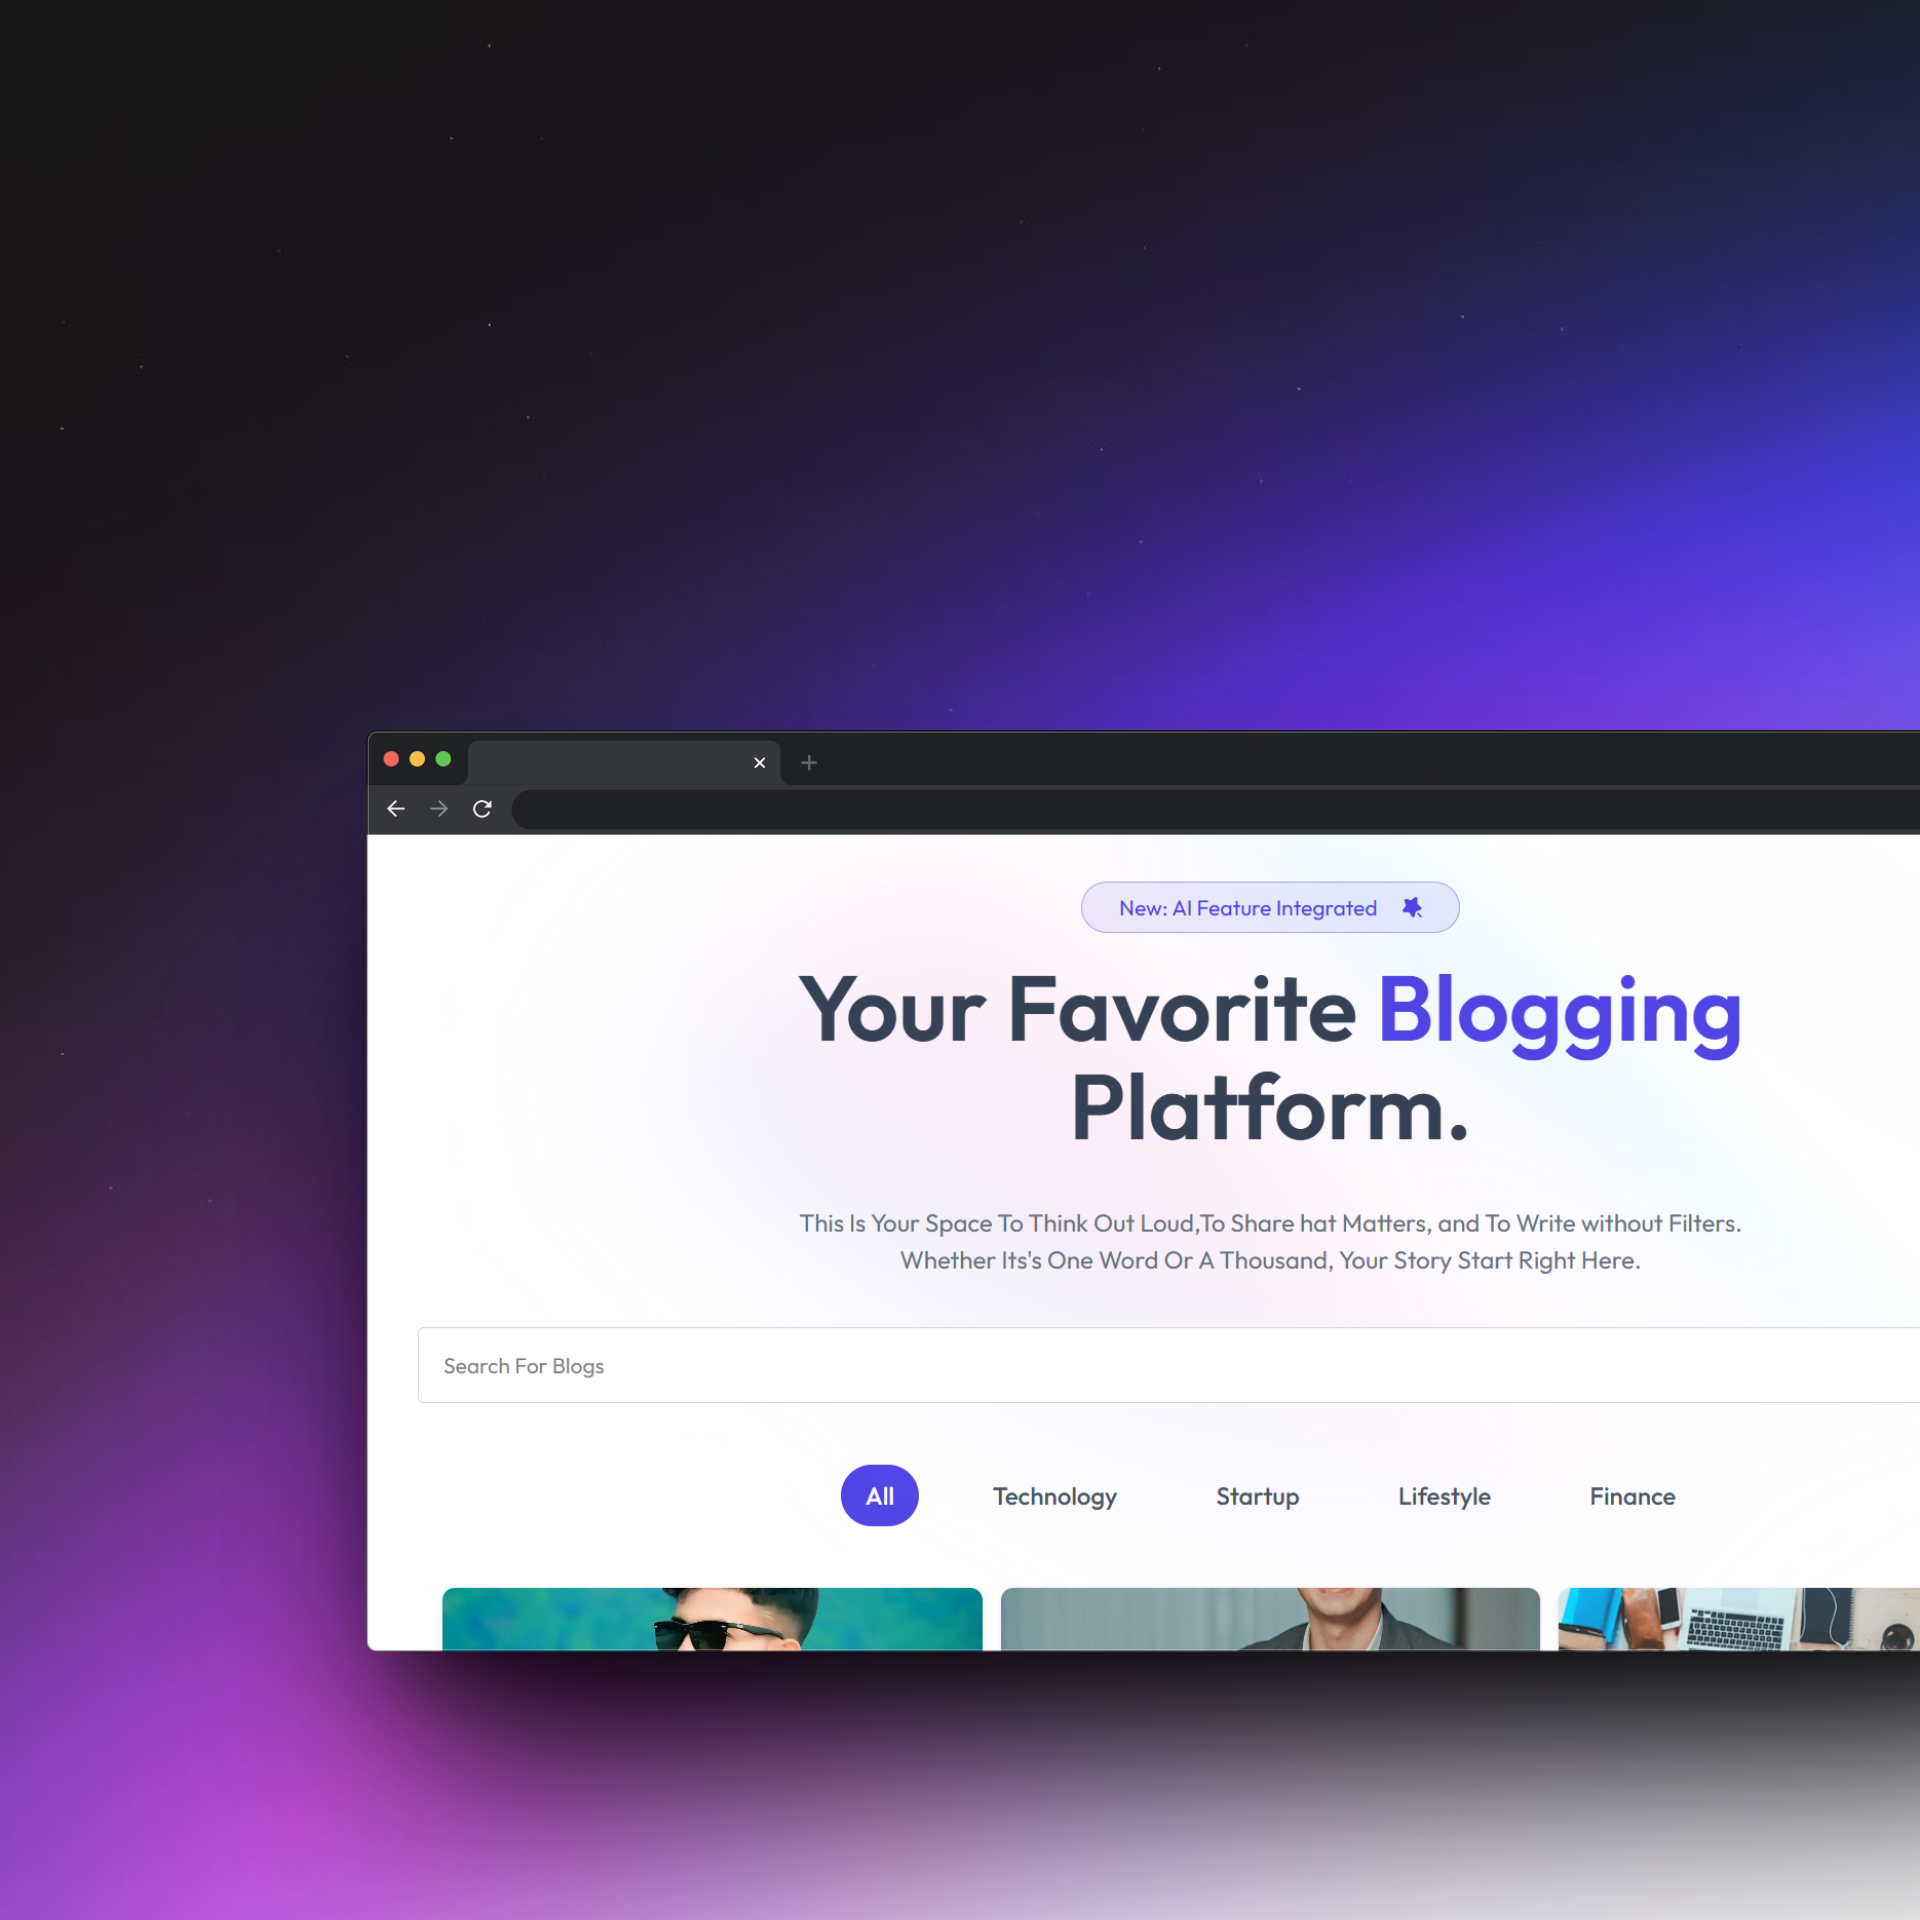 New: AI Feature Integrated
Your Favorite Blogging
Platform.
This Is Your Space To Think Out Loud,To Share hat Matters, and To Write without Filters.
Whether Its's One Word Or A Thousand, Your Story Start Right Here.
Search For Blogs
All Technology Startup Lifestyle Finance